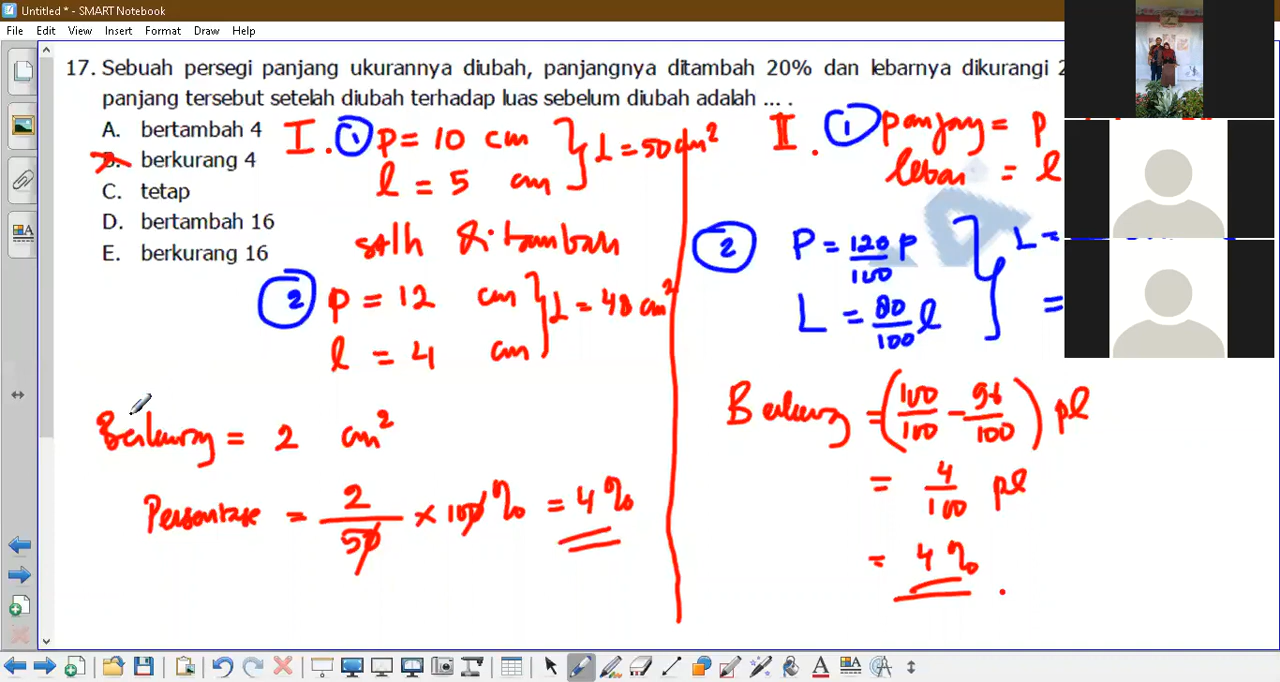 Untitled * - SMART Notebook
File Edit View Insert Format Draw Help
17. Sebuah persegi panjang ukurannya diubah, panjangnya ditambah 20% dan lebarnya dikurangi 2
panjang tersebut setelah diubah terhadap luas sebelum diubah adalah ... .
A. bertambah 4
B. berkurang 4
C. tetap
D. bertambah 16
E. berkurang 16
I. 1 p = 10 cm
l = 5 cm
L = 50 cm²
stlh di tambah
2 p = 12 cm
l = 4 cm
L = 48 cm²
Berkurang = 2 cm²
Persentase = 2/50 × 100% = 4%
II. 1 panjang = p
lebar = l
2 P = 120/100 p
L = 80/100 l
L =
=
Berkurang = (100/100 - 96/100) pl
= 4/100 pl
= 4%.